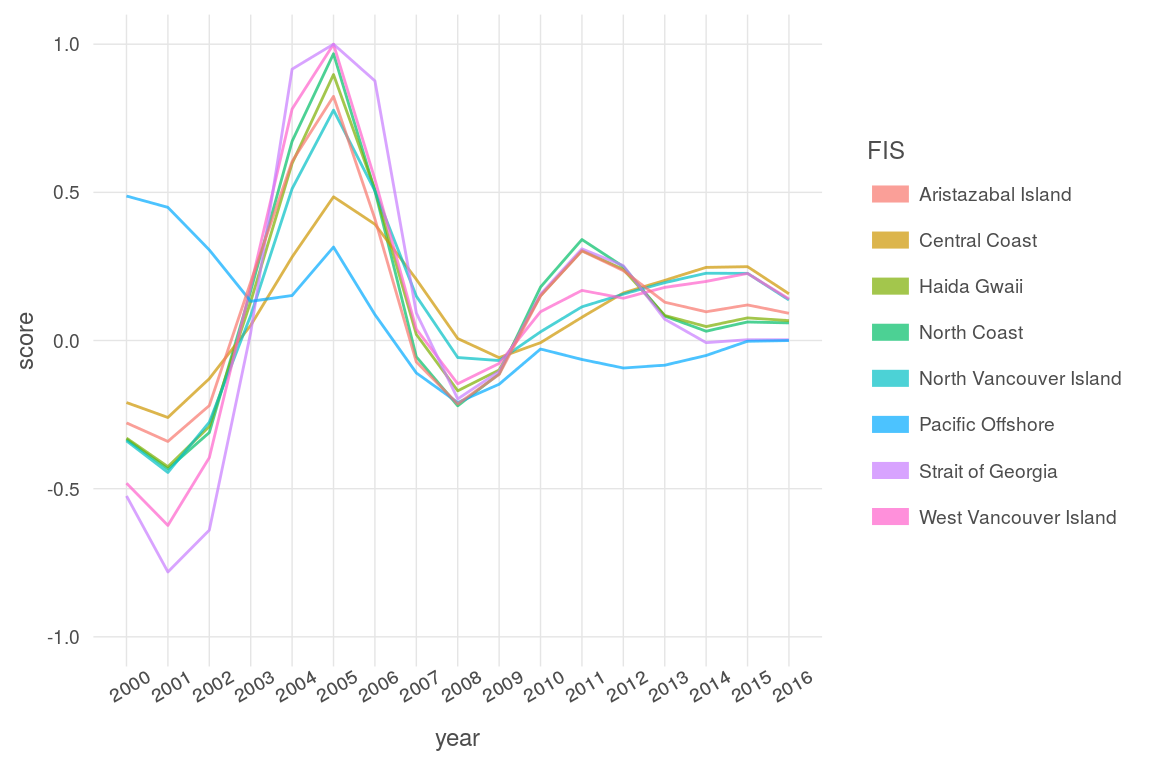 1.0
0.5
0.0
-0.5
-1.0
score
2000 2001 2002 2003 2004 2005 2006 2007 2008 2009 2010 2011 2012 2013 2014 2015 2016
year
FIS
Aristazabal Island
Central Coast
Haida Gwaii
North Coast
North Vancouver Island
Pacific Offshore
Strait of Georgia
West Vancouver Island